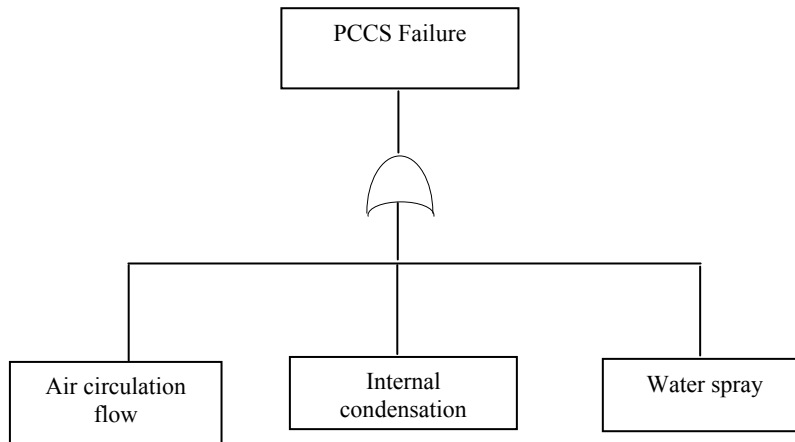 PCCS Failure
Air circulation
flow
Internal
condensation
Water spray